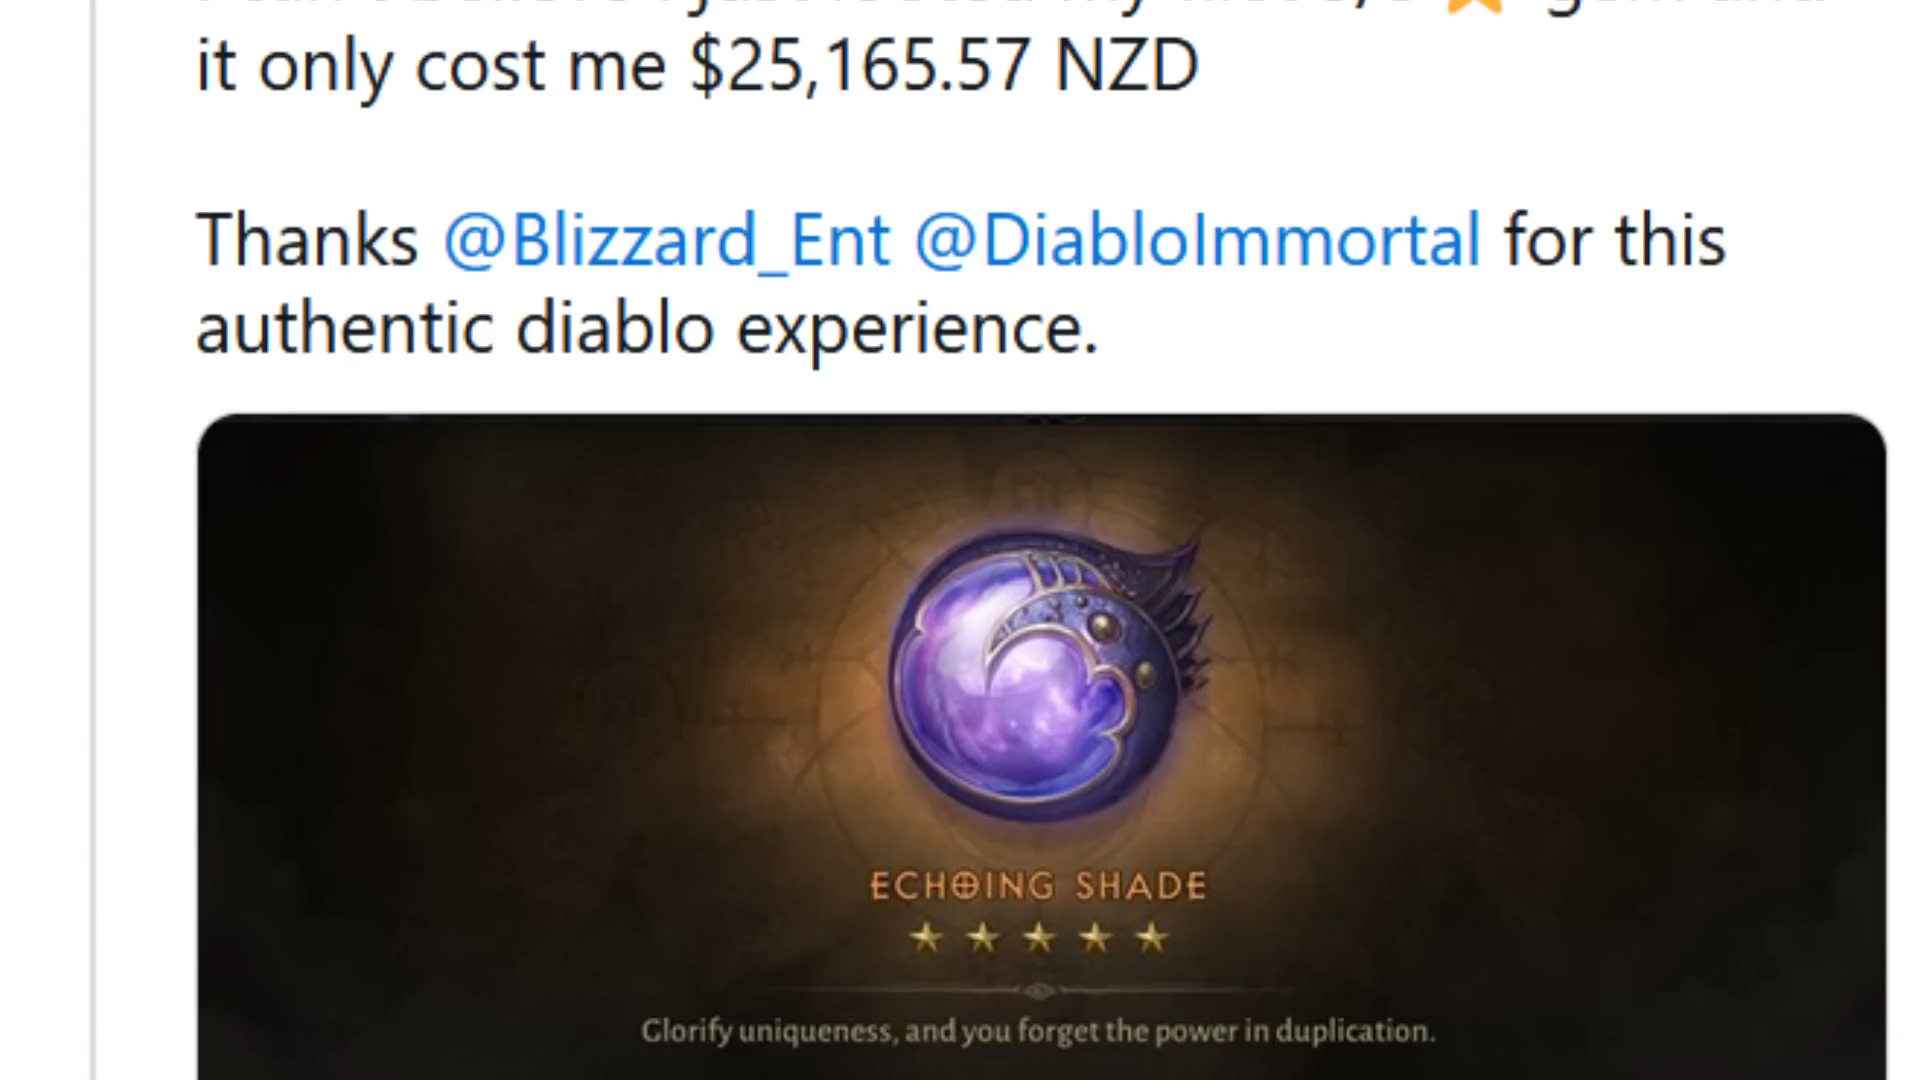 it only cost me $25,165.57 NZD
Thanks @Blizzard_Ent @DiabloImmortal for this
authentic diablo experience.
ECHOING SHADE
Glorify uniqueness, and you forget the power in duplication.